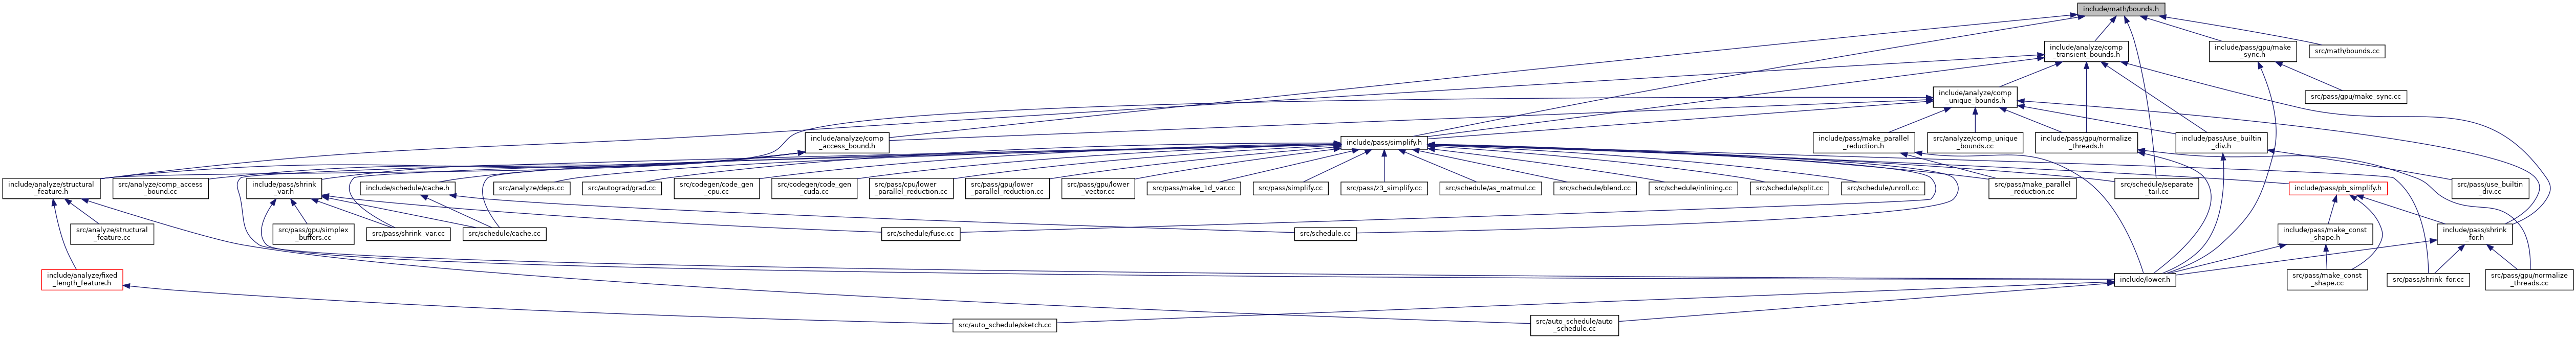 include/math/bounds.h
include/analyze/comp
_transient_bounds.h
include/pass/gpu/make
_sync.h
src/math/bounds.cc
include/analyze/comp
_unique_bounds.h
src/pass/gpu/make_sync.cc
include/analyze/comp
_access_bound.h
include/pass/simplify.h
include/pass/make_parallel
_reduction.h
src/analyze/comp_unique
_bounds.cc
include/pass/gpu/normalize
_threads.h
include/pass/use_builtin
_div.h
include/analyze/structural
_feature.h
src/analyze/comp_access
_bound.cc
include/pass/shrink
_var.h
include/schedule/cache.h
src/analyze/deps.cc
src/autograd/grad.cc
src/codegen/code_gen
_cpu.cc
src/codegen/code_gen
_cuda.cc
src/pass/cpu/lower
_parallel_reduction.cc
src/pass/gpu/lower
_parallel_reduction.cc
src/pass/gpu/lower
_vector.cc
src/pass/make_1d_var.cc
src/pass/simplify.cc
src/pass/z3_simplify.cc
src/schedule/as_matmul.cc
src/schedule/blend.cc
src/schedule/inlining.cc
src/schedule/split.cc
src/schedule/unroll.cc
src/pass/make_parallel
_reduction.cc
src/schedule/separate
_tail.cc
include/pass/pb_simplify.h
src/pass/use_builtin
_div.cc
src/analyze/structural
_feature.cc
src/pass/gpu/simplex
_buffers.cc
src/pass/shrink_var.cc
src/schedule/cache.cc
src/schedule/fuse.cc
src/schedule.cc
include/pass/make_const
_shape.h
include/pass/shrink
_for.h
include/analyze/fixed
_length_feature.h
include/lower.h
src/pass/make_const
_shape.cc
src/pass/shrink_for.cc
src/pass/gpu/normalize
_threads.cc
src/auto_schedule/sketch.cc
src/auto_schedule/auto
_schedule.cc